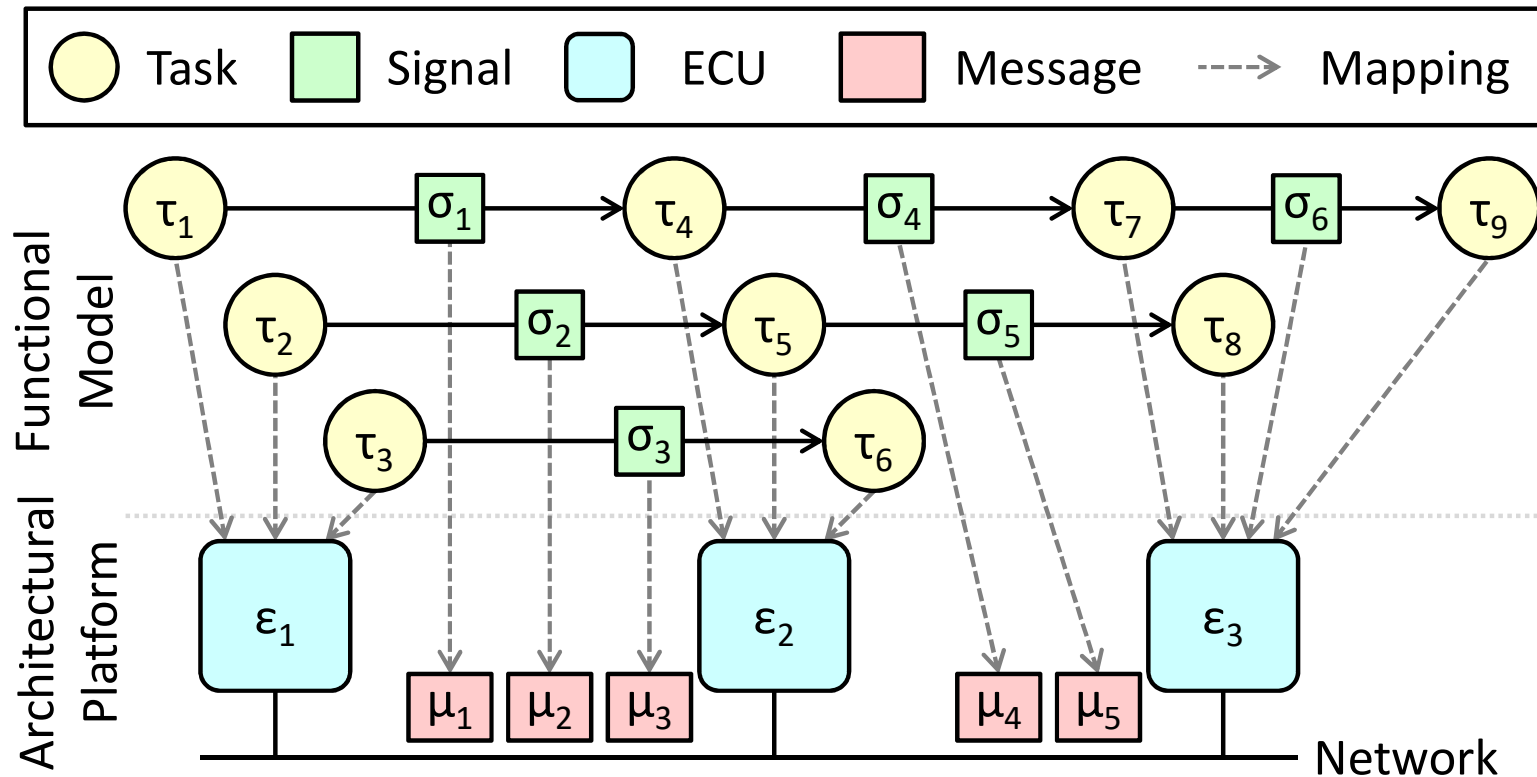 Task Signal ECU Message Mapping
Functional
Model
τ1 σ1 τ4 σ4 τ7 σ6 τ9
τ2 σ2 τ5 σ5 τ8
τ3 σ3 τ6
Architectural
Platform
ε1 ε2 ε3
μ1 μ2 μ3 μ4 μ5
Network